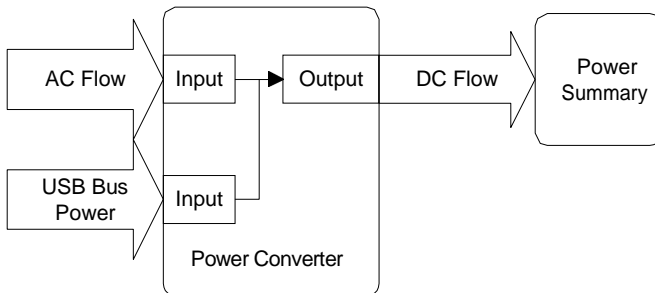 AC Flow
Input
Output
DC Flow
Power
Summary
USB Bus
Power
Input
Power Converter